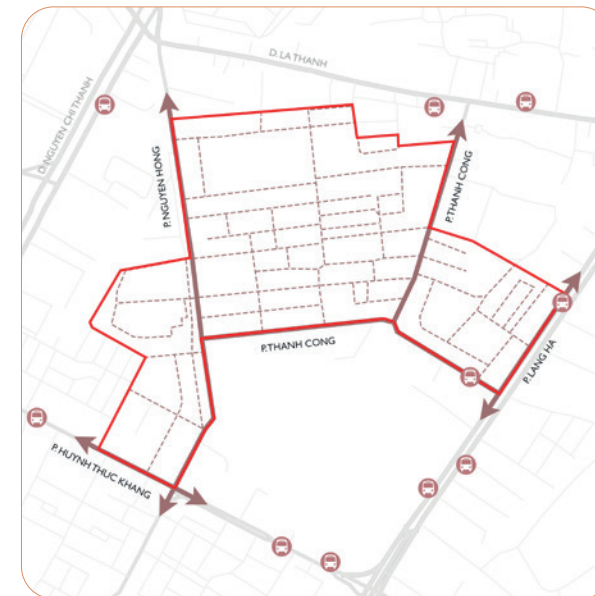 D. LA THANH
D. NGUYEN CHI THANH
P. NGUYEN HONG
P.THANH CONG
P.THANH CONG
P. LANG HA
P. HUYNH THUC KHANG